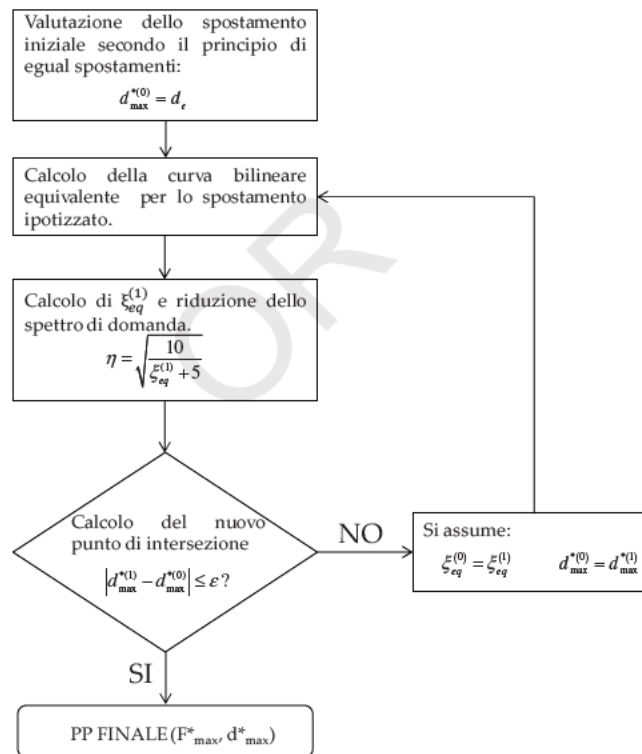 Valutazione dello spostamento
iniziale secondo il principio di
egual spostamenti:
d*(0)max = de
Calcolo della curva bilineare
equivalente per lo spostamento
ipotizzato.
Calcolo di ξ(1)eq e riduzione dello
spettro di domanda.
η = √(10 / (ξ(1)eq + 5))
Calcolo del nuovo
punto di intersezione
|d*(1)max − d*(0)max| ≤ ε?
NO
Si assume:
ξ(0)eq = ξ(1)eq d*(0)max = d*(1)max
SI
PP FINALE (F*max, d*max)
OR